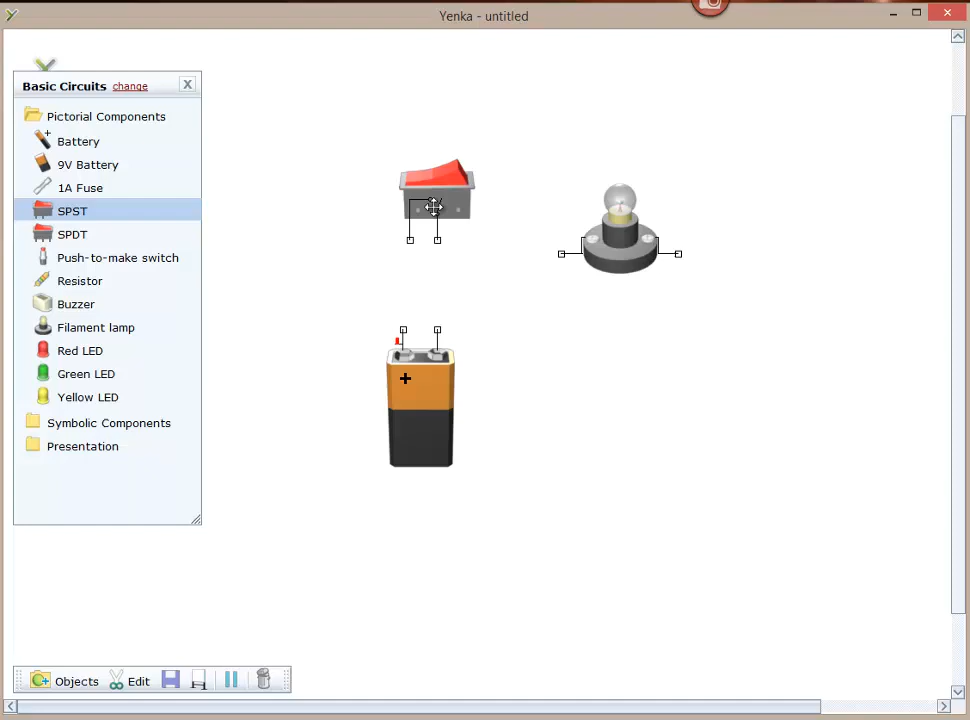 Yenka - untitled
Basic Circuits change
Pictorial Components
Battery
9V Battery
1A Fuse
SPST
SPDT
Push-to-make switch
Resistor
Buzzer
Filament lamp
Red LED
Green LED
Yellow LED
Symbolic Components
Presentation
+
Objects Edit